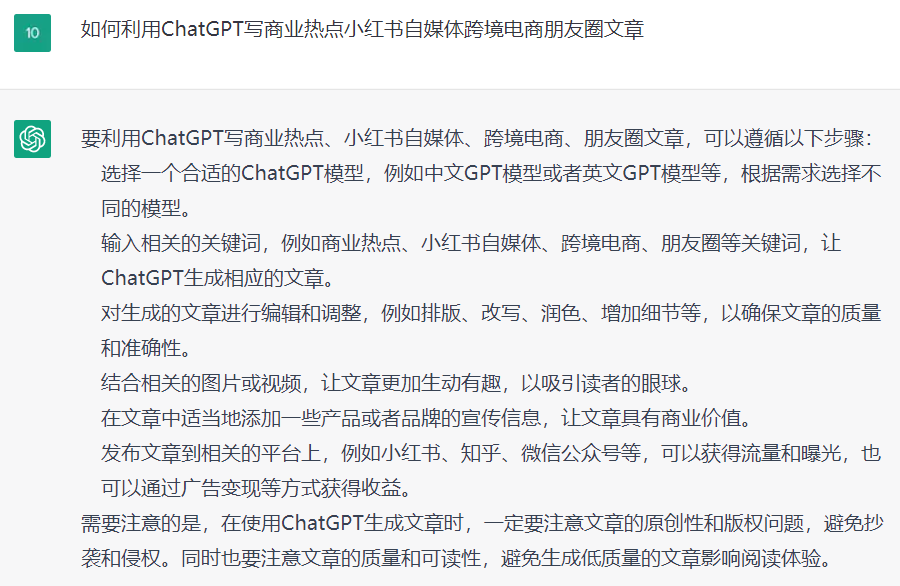 10
如何利用ChatGPT写商业热点小红书自媒体跨境电商朋友圈文章
要利用ChatGPT写商业热点、小红书自媒体、跨境电商、朋友圈文章，可以遵循以下步骤：
选择一个合适的ChatGPT模型，例如中文GPT模型或者英文GPT模型等，根据需求选择不
同的模型。
输入相关的关键词，例如商业热点、小红书自媒体、跨境电商、朋友圈等关键词，让
ChatGPT生成相应的文章。
对生成的文章进行编辑和调整，例如排版、改写、润色、增加细节等，以确保文章的质量
和准确性。
结合相关的图片或视频，让文章更加生动有趣，以吸引读者的眼球。
在文章中适当地添加一些产品或者品牌的宣传信息，让文章具有商业价值。
发布文章到相关的平台上，例如小红书、知乎、微信公众号等，可以获得流量和曝光，也
可以通过广告变现等方式获得收益。
需要注意的是，在使用ChatGPT生成文章时，一定要注意文章的原创性和版权问题，避免抄
袭和侵权。同时也要注意文章的质量和可读性，避免生成低质量的文章影响阅读体验。